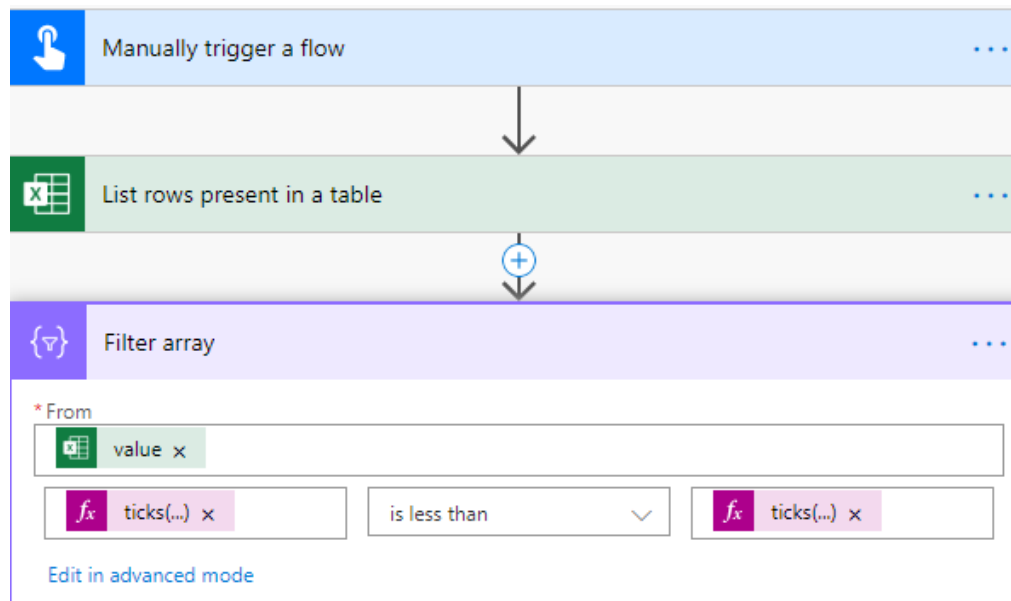 Manually trigger a flow
List rows present in a table
Filter array
* From
value
ticks(...) is less than ticks(...)
Edit in advanced mode